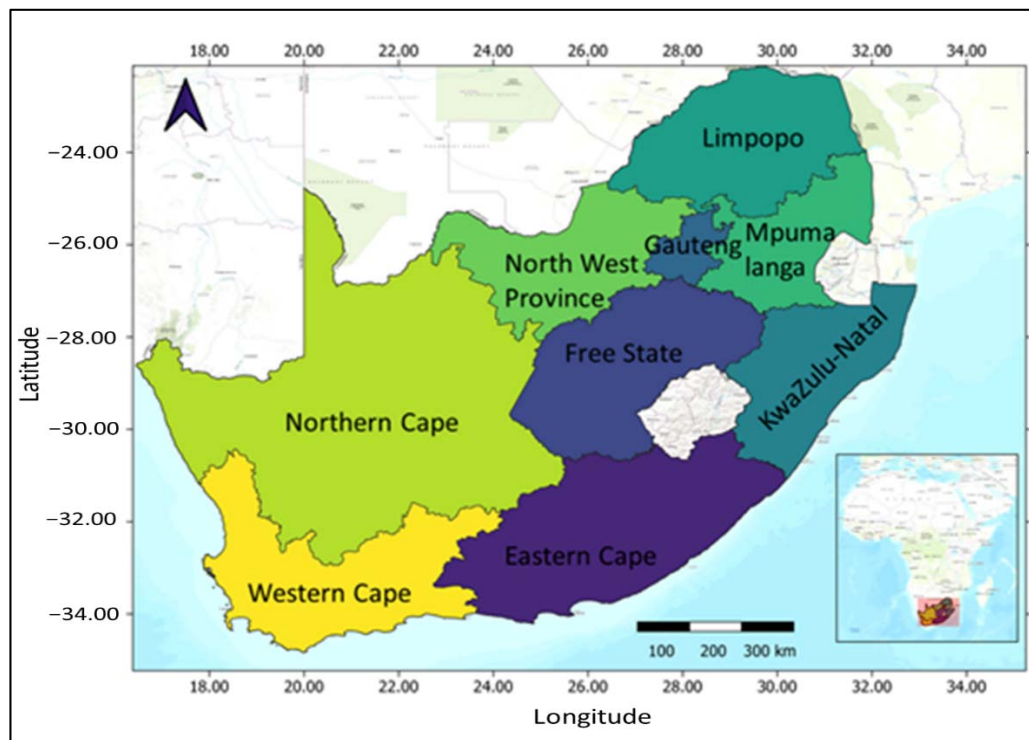 18.00 20.00 22.00 24.00 26.00 28.00 30.00 32.00 34.00
−24.00
−26.00
−28.00
−30.00
−32.00
−34.00
Latitude
Limpopo
Mpuma
langa
Gauteng
North West
Province
Free State
KwaZulu-Natal
Northern Cape
Eastern Cape
Western Cape
100 200 300 km
18.00 20.00 22.00 24.00 26.00 28.00 30.00 32.00 34.00
Longitude